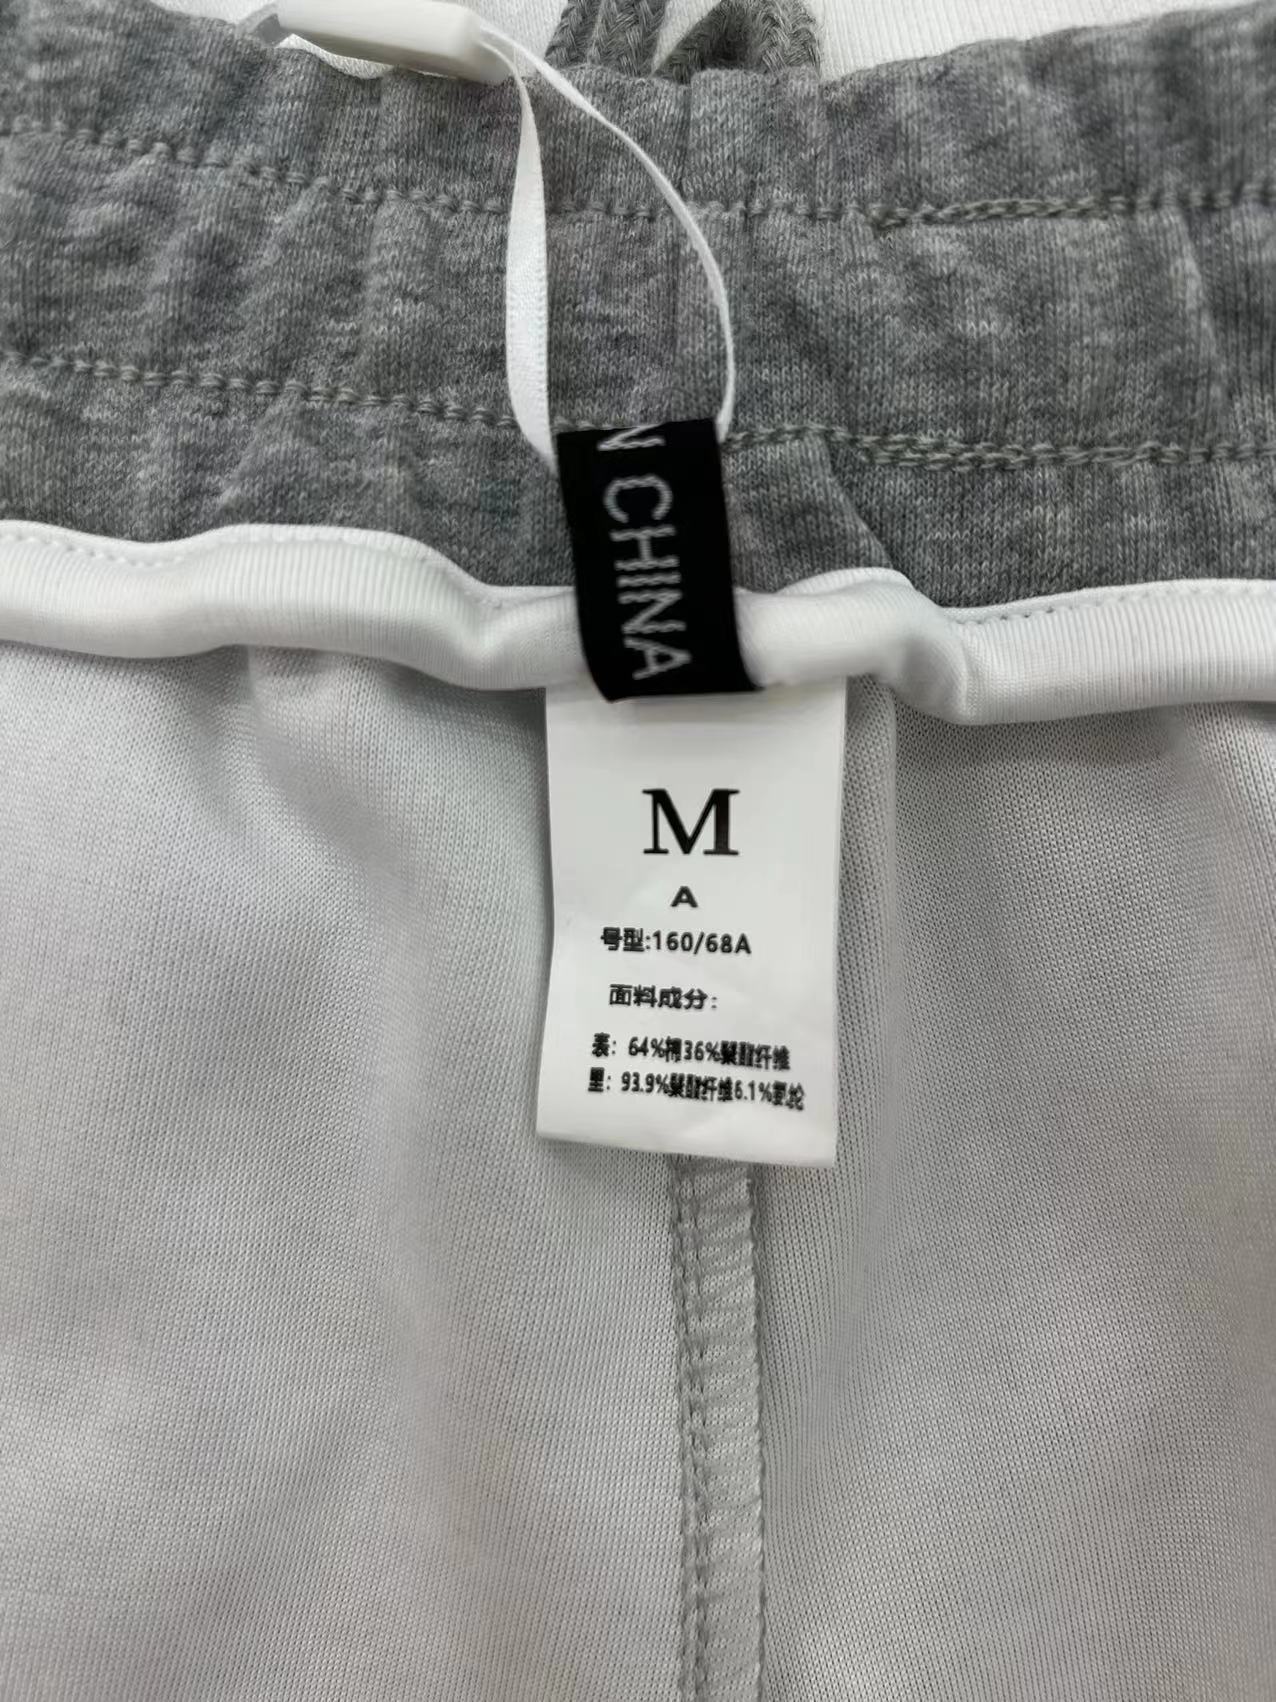 N CHINA
M
A
号型:160/68A
面料成分:
表: 64%棉36%聚酯纤维
里: 93.9%聚酯纤维6.1%氨纶